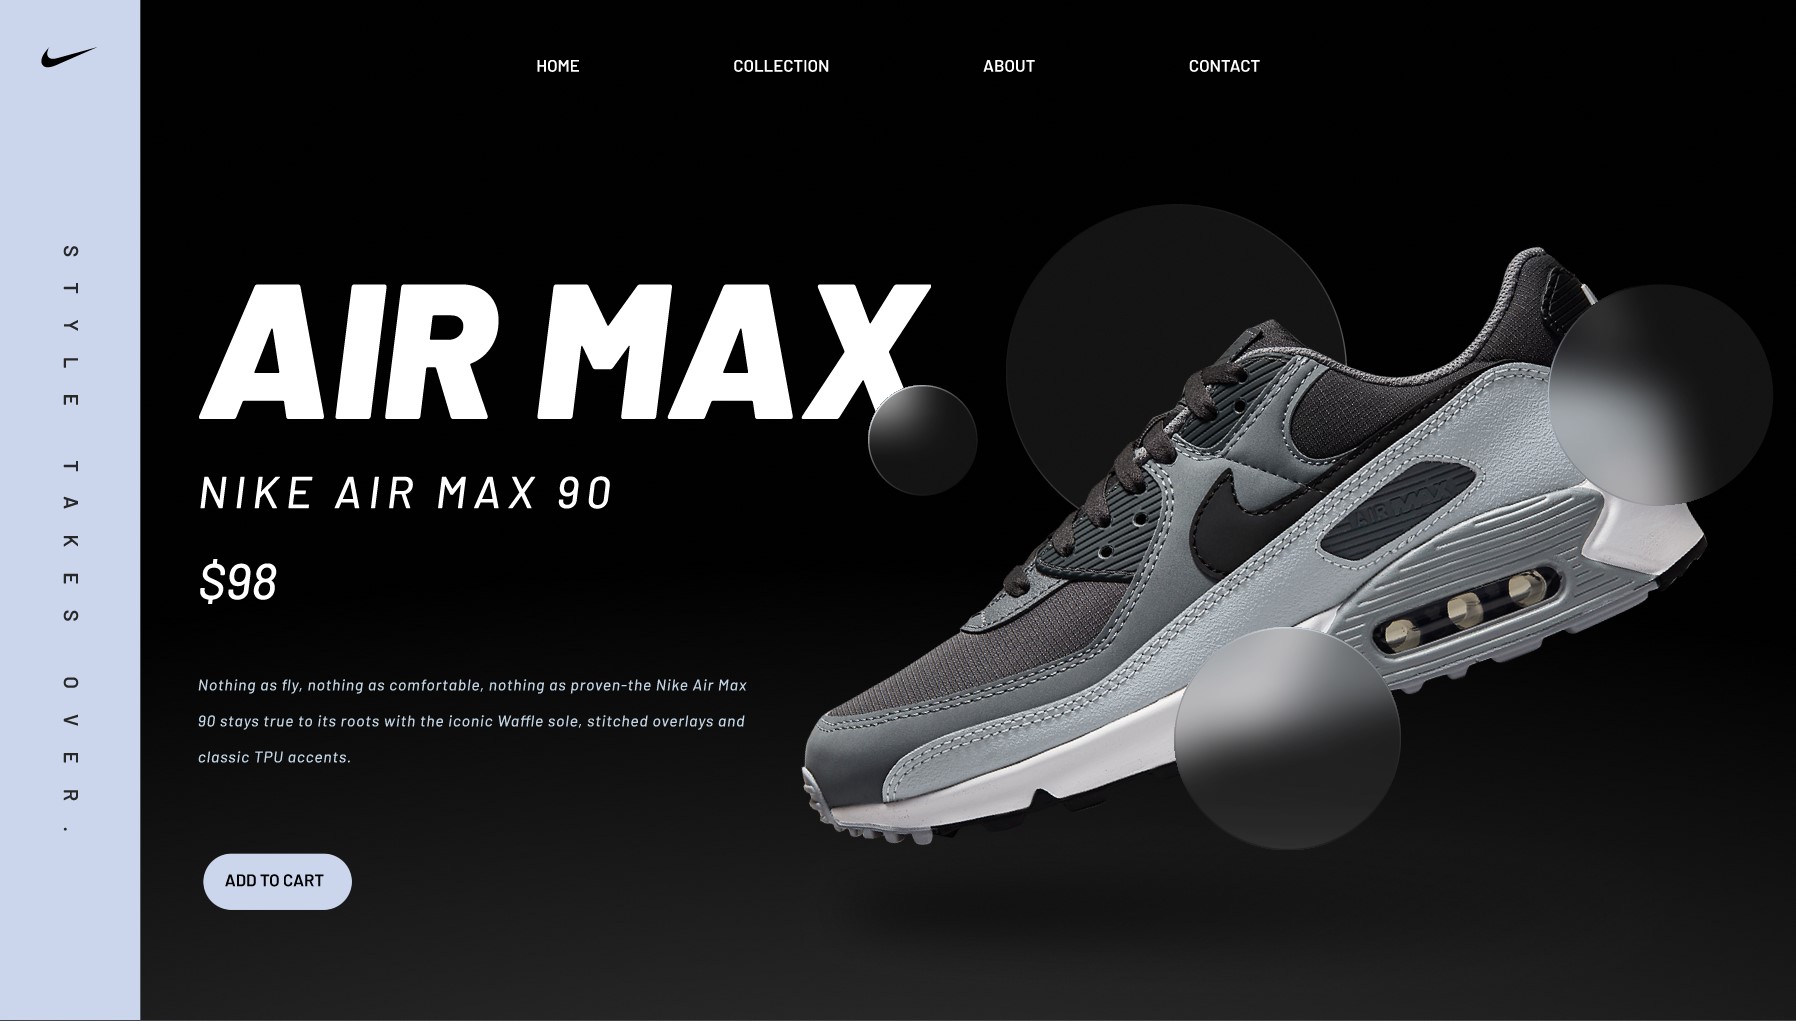 HOME
COLLECTION
ABOUT
CONTACT
STYLE TAKES OVER.
AIR MAX
NIKE AIR MAX 90
$98
Nothing as fly, nothing as comfortable, nothing as proven-the Nike Air Max
90 stays true to its roots with the iconic Waffle sole, stitched overlays and
classic TPU accents.
ADD TO CART
AIR MAX